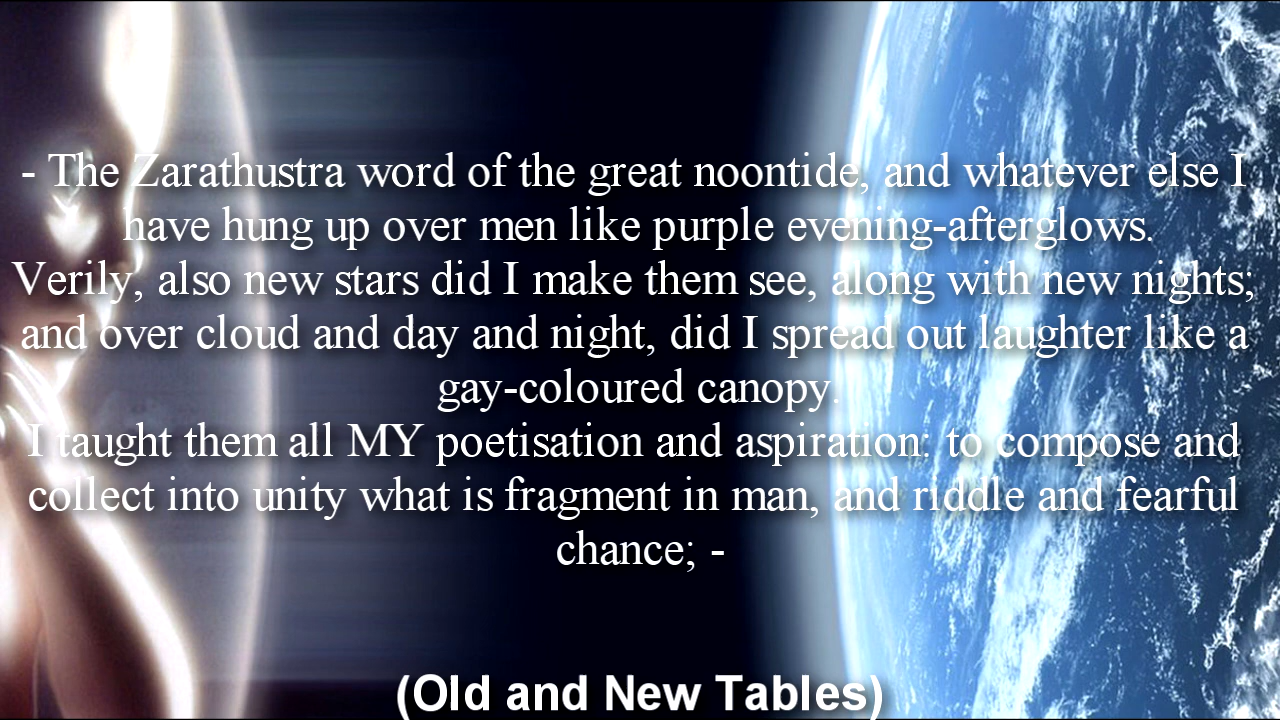 - The Zarathustra word of the great noontide, and whatever else I
have hung up over men like purple evening-afterglows.
Verily, also new stars did I make them see, along with new nights;
and over cloud and day and night, did I spread out laughter like a
gay-coloured canopy.
I taught them all MY poetisation and aspiration: to compose and
collect into unity what is fragment in man, and riddle and fearful
chance; -
(Old and New Tables)